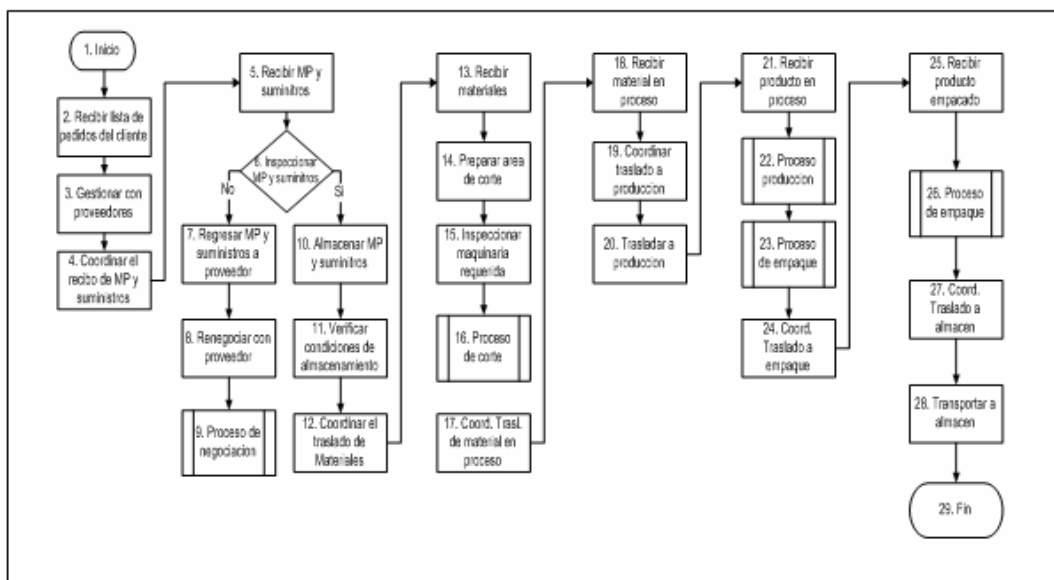 1. Inicio
2. Recibir lista de
pedidos del cliente
3. Gestionar con
proveedores
4. Coordinar el
recibo de MP y
suministros
5. Recibir MP y
suminitros
6. Inspeccionar
MP y suminitros
No
Si
7. Regresar MP y
suministros a
proveedor
8. Renegociar con
proveedor
9. Proceso de
negociacion
10. Almacenar MP
y suminitros
11. Verificar
condiciones de
almacenamiento
12. Coordinar el
traslado de
Materiales
13. Recibir
materiales
14. Preparar area
de corte
15. Inspeccionar
maquinaria
requerida
16. Proceso
de corte
17. Coord. Trasl.
de material en
proceso
18. Recibir
material en
proceso
19. Coordinar
traslado a
produccion
20. Trasladar a
produccion
21. Recibir
producto en
proceso
22. Proceso
produccion
23. Proceso
de empaque
24. Coord.
Traslado a
empaque
25. Recibir
producto
empacado
26. Proceso
de empaque
27. Coord.
Traslado a
almacen
28. Transportar a
almacen
29. Fin